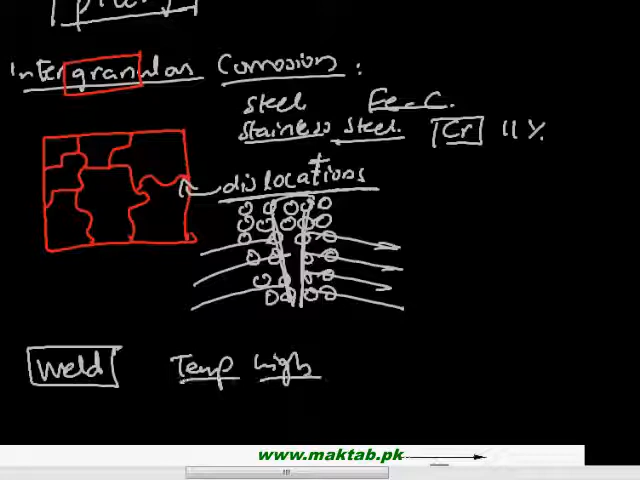 Intergranular Corrosion :
steel Fe-C.
stainless steel. Cr 11 %
dislocations
Weld Temp high
www.maktab.pk